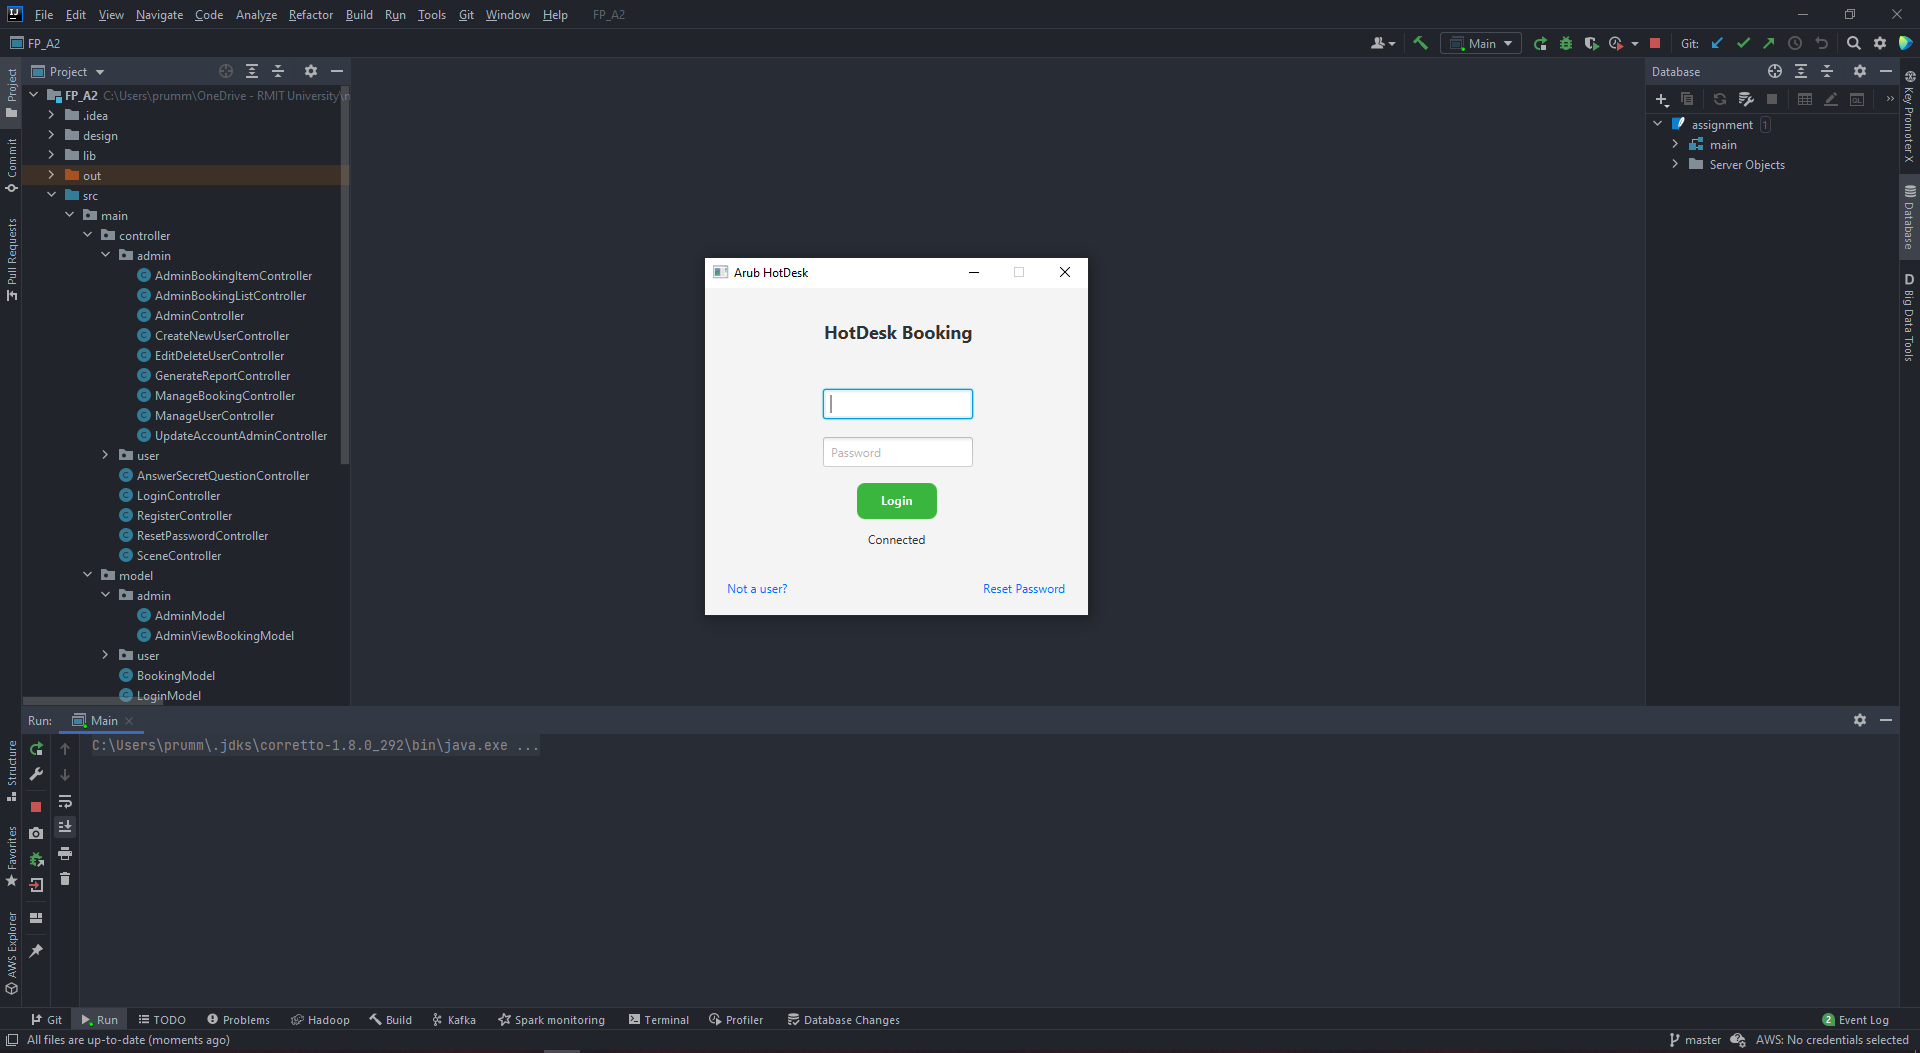 File Edit View Navigate Code Analyze Refactor Build Run Tools Git Window Help FP_A2
FP_A2 Main Git:
Project
FP_A2 C:\Users\prumm\OneDrive - RMIT University\
.idea
design
lib
out
src
main
controller
admin
AdminBookingItemController
AdminBookingListController
AdminController
CreateNewUserController
EditDeleteUserController
GenerateReportController
ManageBookingController
ManageUserController
UpdateAccountAdminController
user
AnswerSecretQuestionController
LoginController
RegisterController
ResetPasswordController
SceneController
model
admin
AdminModel
AdminViewBookingModel
user
BookingModel
LoginModel
Project
Commit
Pull Requests
Structure
Favorites
AWS Explorer
Arub HotDesk
HotDesk Booking
Password
Login
Connected
Not a user? Reset Password
Database
assignment 1
main
Server Objects
Key Promoter X
Database
D Big Data Tools
Run: Main
C:\Users\prumm\.jdks\corretto-1.8.0_292\bin\java.exe ...
Git Run TODO Problems Hadoop Build Kafka Spark monitoring Terminal Profiler Database Changes 2 Event Log
All files are up-to-date (moments ago) master AWS: No credentials selected